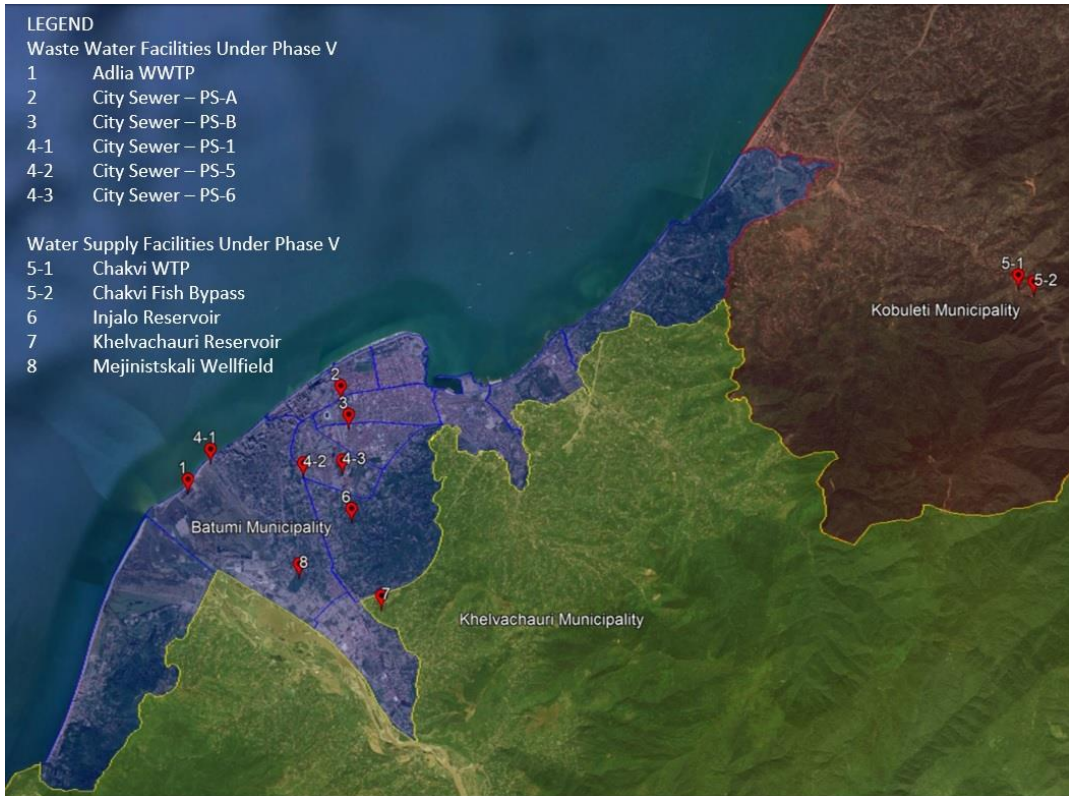 LEGEND
Waste Water Facilities Under Phase V
1 Adlia WWTP
2 City Sewer – PS-A
3 City Sewer – PS-B
4-1 City Sewer – PS-1
4-2 City Sewer – PS-5
4-3 City Sewer – PS-6
Water Supply Facilities Under Phase V
5-1 Chakvi WTP
5-2 Chakvi Fish Bypass
6 Injalo Reservoir
7 Khelvachauri Reservoir
8 Mejinistskali Wellfield
5-1
5-2
Kobuleti Municipality
2
3
4-1
4-2
4-3
1
6
Batumi Municipality
8
7
Khelvachauri Municipality